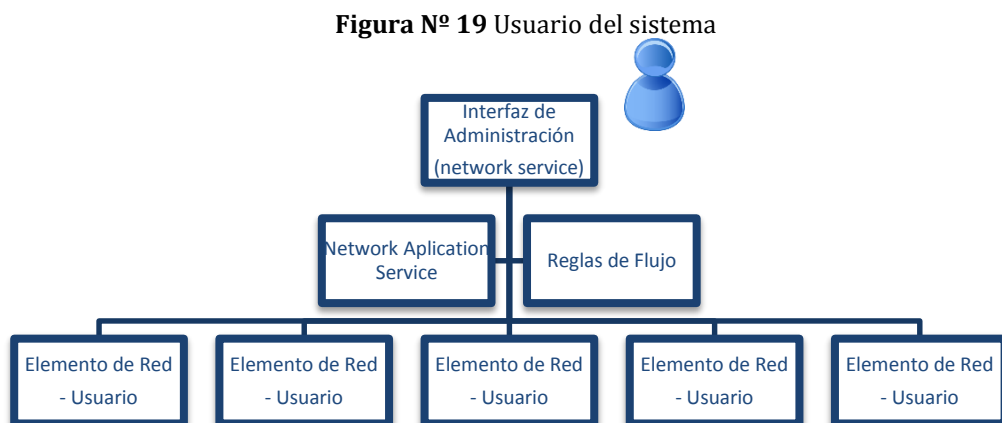 Figura Nº 19 Usuario del sistema
Interfaz de
Administración
(network service)
Network Aplication
Service
Reglas de Flujo
Elemento de Red
- Usuario
Elemento de Red
- Usuario
Elemento de Red
- Usuario
Elemento de Red
- Usuario
Elemento de Red
- Usuario